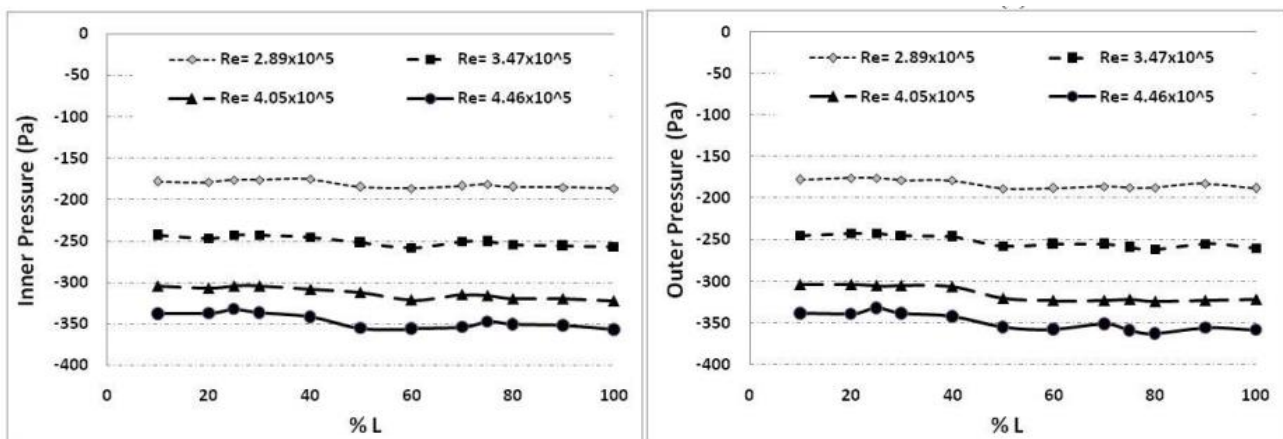 0
-50
-100
-150
-200
-250
-300
-350
-400
Inner Pressure (Pa)
Re= 2.89x10^5
Re= 3.47x10^5
Re= 4.05x10^5
Re= 4.46x10^5
0
20
40
60
80
100
% L
0
-50
-100
-150
-200
-250
-300
-350
-400
Outer Pressure (Pa)
Re= 2.89x10^5
Re= 3.47x10^5
Re= 4.05x10^5
Re= 4.46x10^5
0
20
40
60
80
100
% L